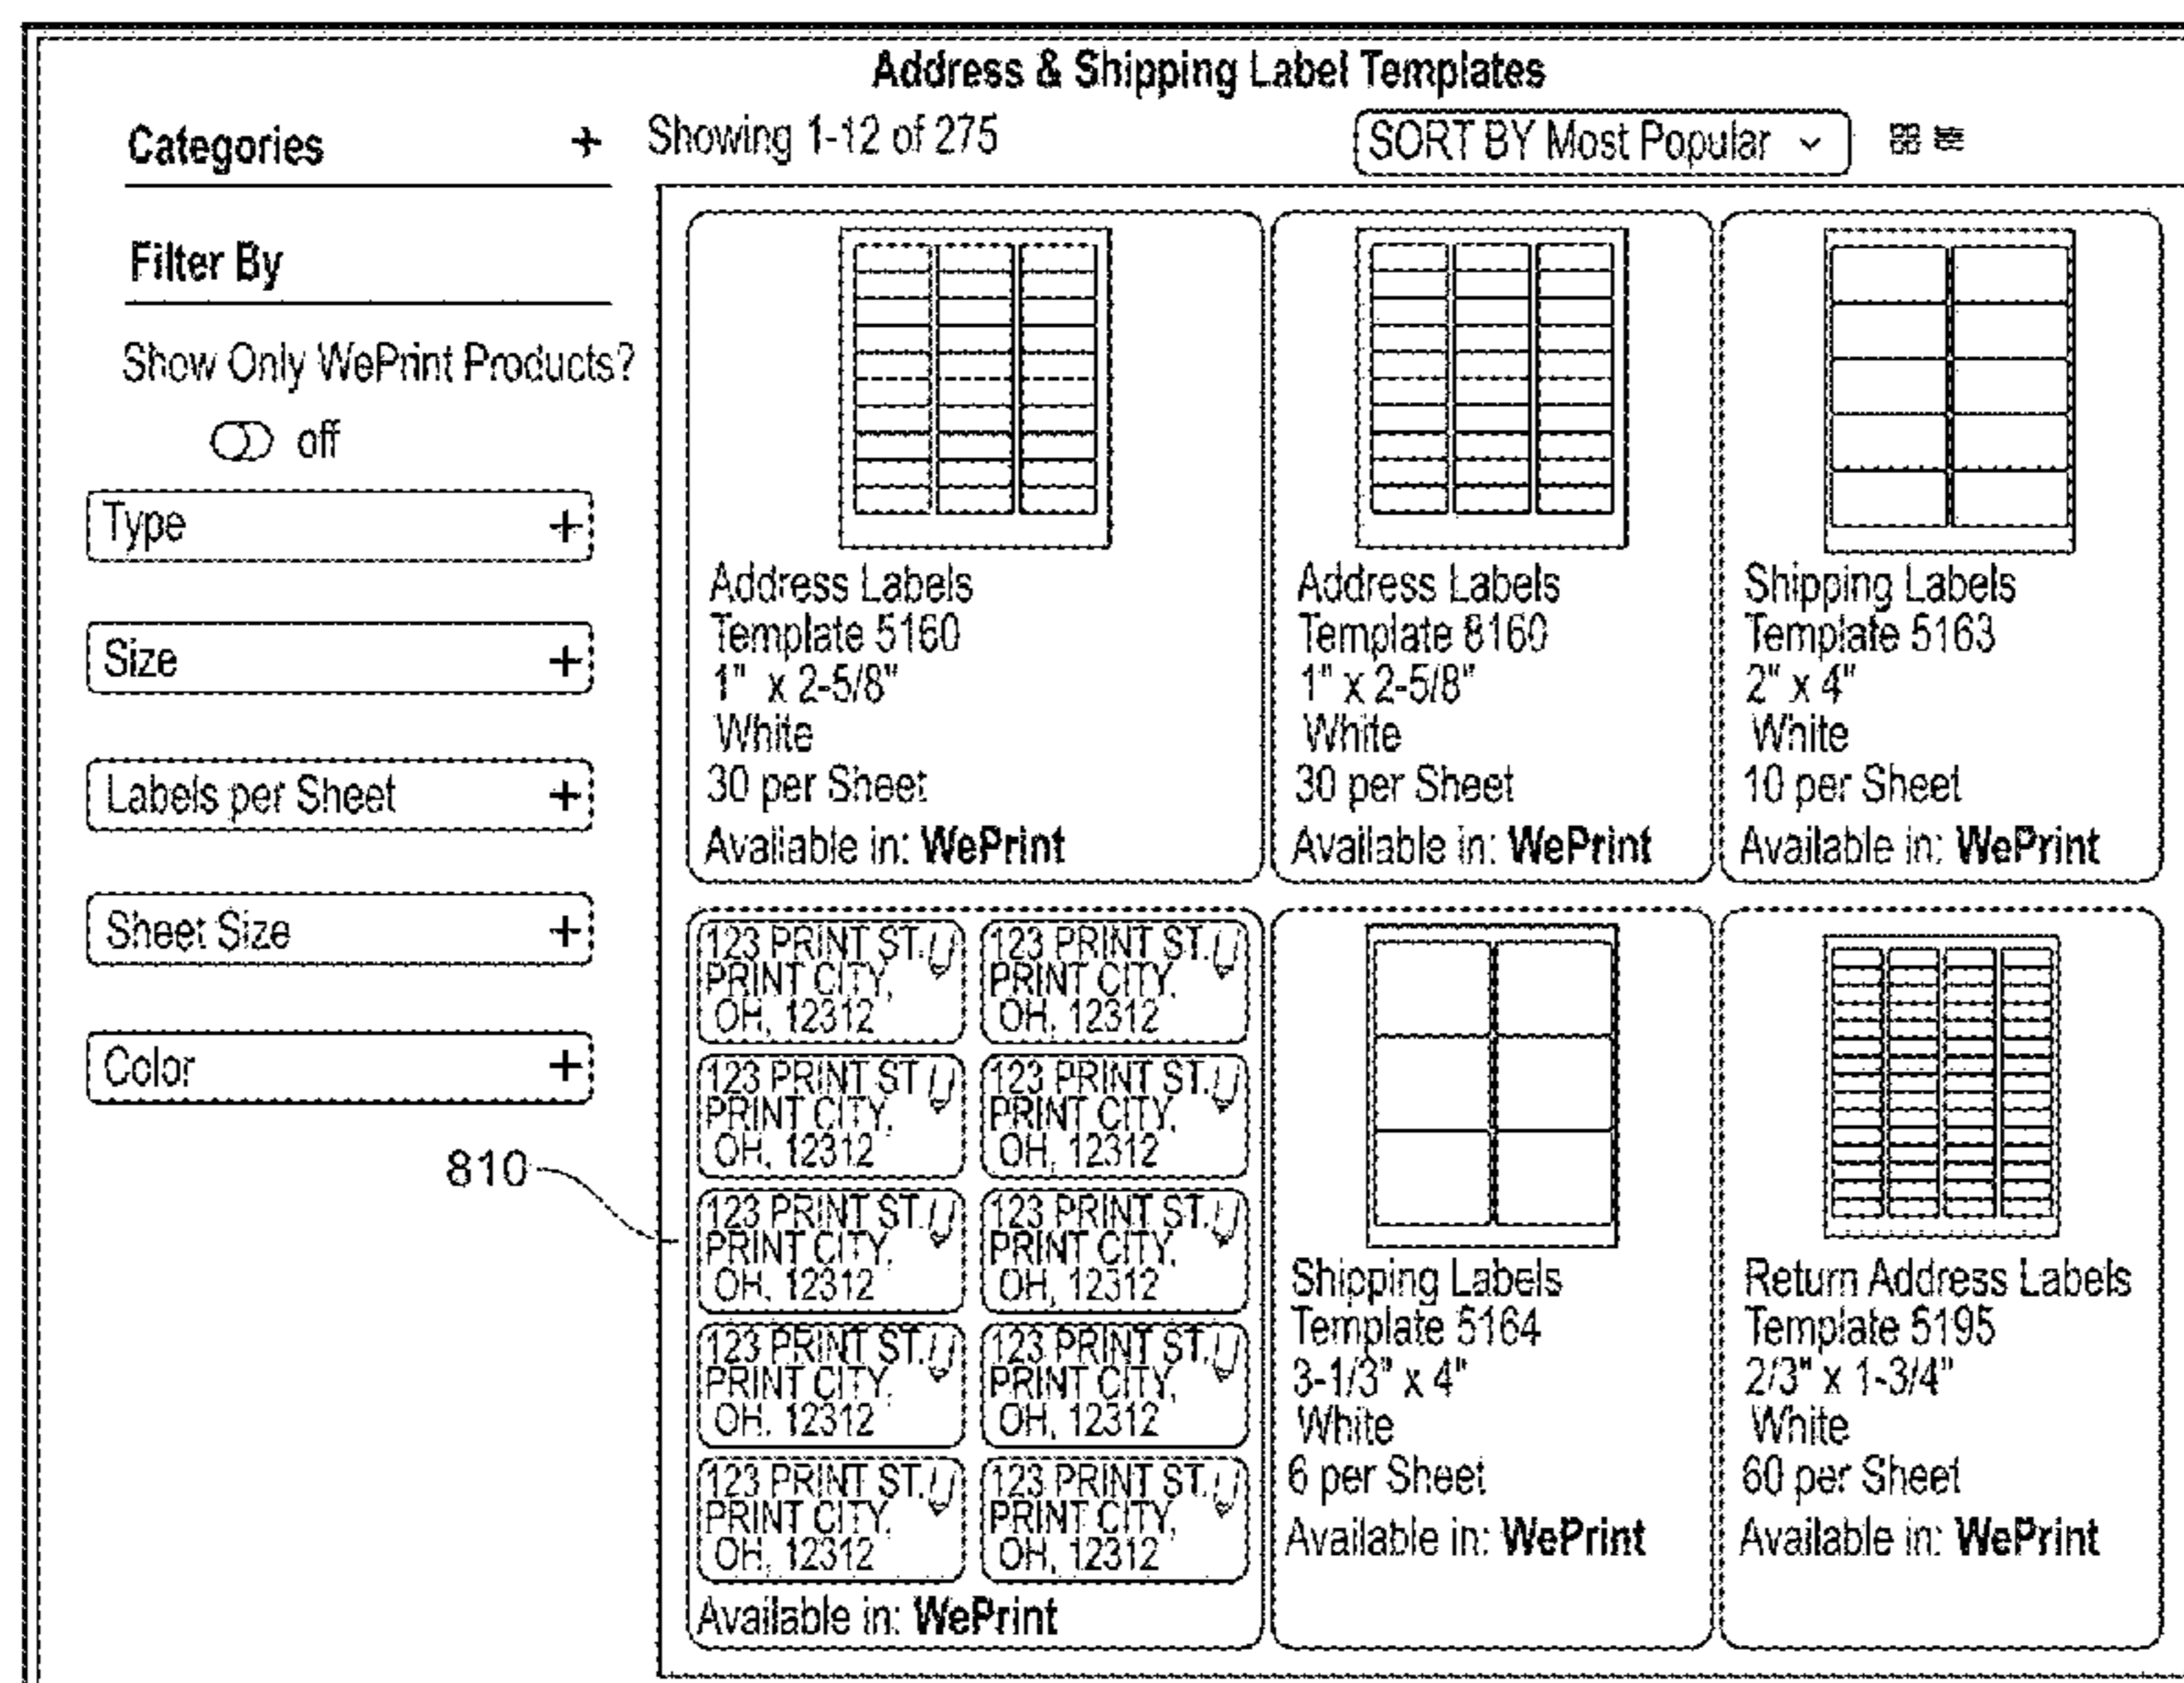 Address & Shipping Label Templates
Categories +
Showing 1-12 of 275
SORT BY Most Popular
Filter By
Show Only WePrint Products?
off
Type +
Size +
Labels per Sheet +
Sheet Size +
Color +
810
Address Labels
Template 5160
1" x 2-5/8"
White
30 per Sheet
Available in: WePrint
Address Labels
Template 8160
1" x 2-5/8"
White
30 per Sheet
Available in: WePrint
Shipping Labels
Template 5163
2" x 4"
White
10 per Sheet
Available in: WePrint
123 PRINT ST.
PRINT CITY,
OH, 12312
123 PRINT ST.
PRINT CITY,
OH, 12312
123 PRINT ST
PRINT CITY,
OH, 12312
123 PRINT ST.
PRINT CITY,
OH, 12312
123 PRINT ST.
PRINT CITY,
OH, 12312
123 PRINT ST.
PRINT CITY,
OH, 12312
123 PRINT ST.
PRINT CITY,
OH, 12312
123 PRINT ST.
PRINT CITY,
OH, 12312
123 PRINT ST.
PRINT CITY,
OH, 12312
123 PRINT ST.
PRINT CITY,
OH, 12312
Available in: WePrint
Shipping Labels
Template 5164
3-1/3" x 4"
White
6 per Sheet
Available in: WePrint
Return Address Labels
Template 5195
2/3" x 1-3/4"
White
60 per Sheet
Available in: WePrint